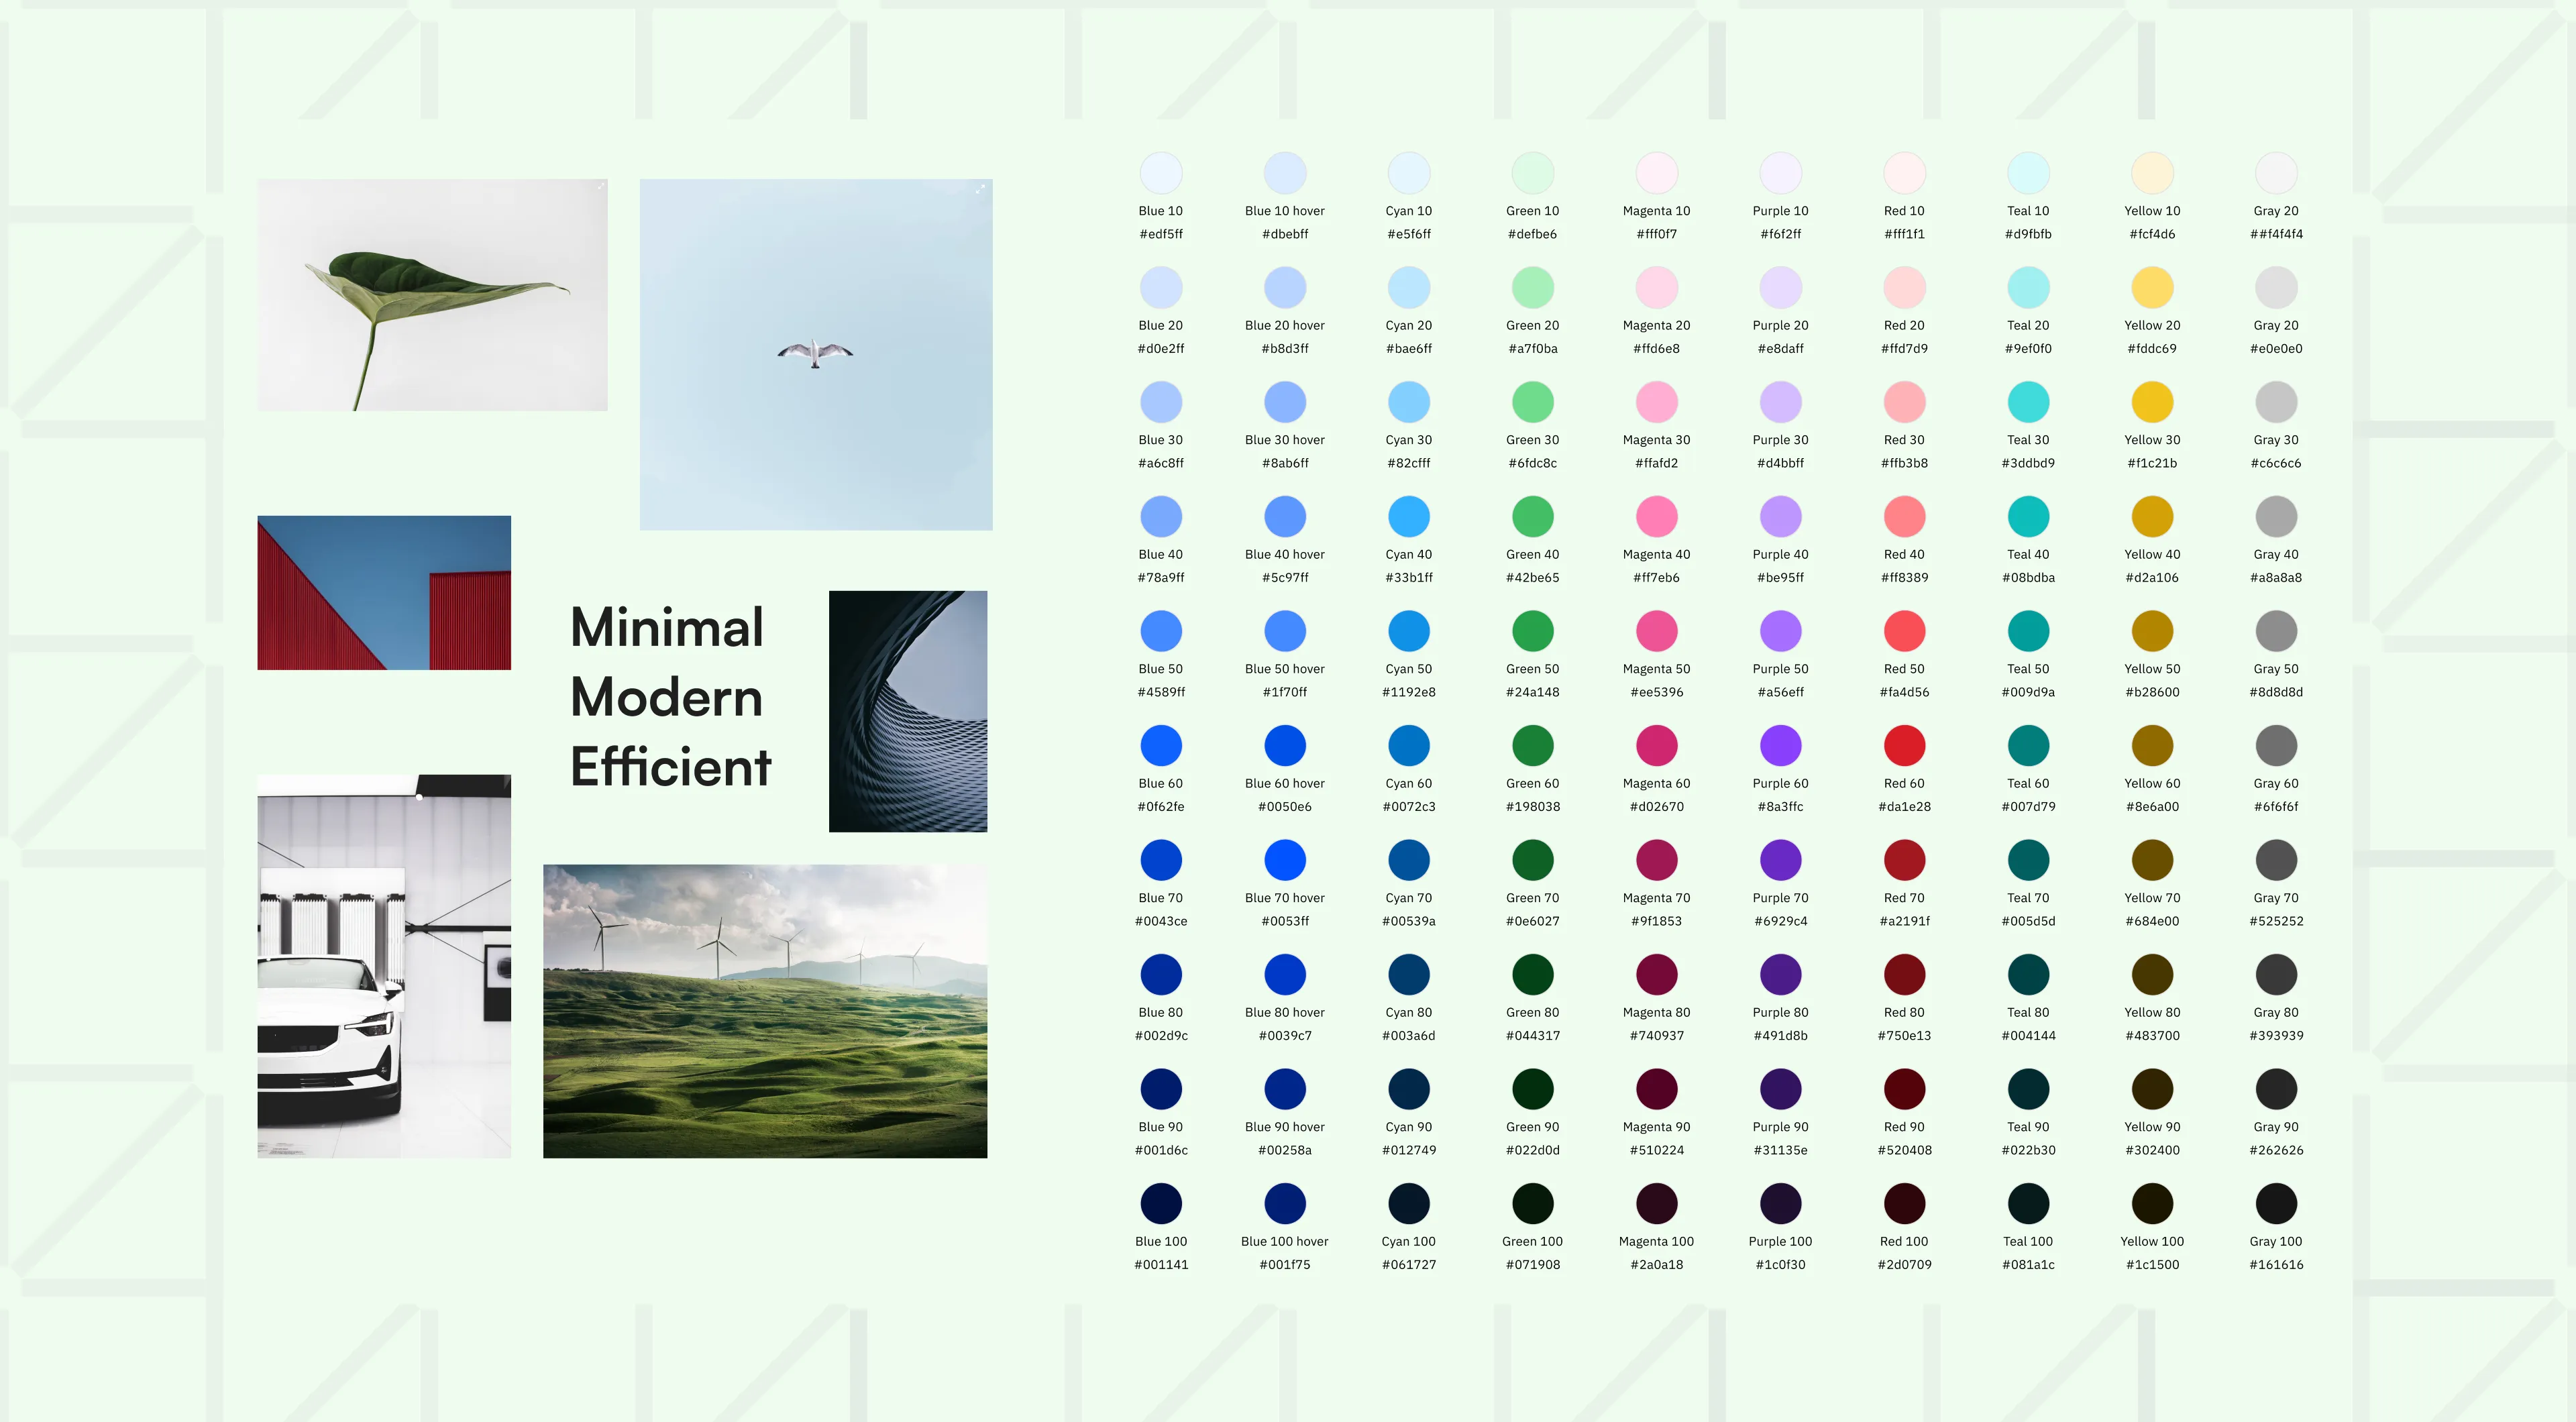 Minimal
Modern
Efficient
Blue 10 Blue 10 hover Cyan 10 Green 10 Magenta 10 Purple 10 Red 10 Teal 10 Yellow 10 Gray 20
#edf5ff #dbebff #e5f6ff #defbe6 #fff0f7 #f6f2ff #fff1f1 #d9fbfb #fcf4d6 ##f4f4f4
Blue 20 Blue 20 hover Cyan 20 Green 20 Magenta 20 Purple 20 Red 20 Teal 20 Yellow 20 Gray 20
#d0e2ff #b8d3ff #bae6ff #a7f0ba #ffd6e8 #e8daff #ffd7d9 #9ef0f0 #fddc69 #e0e0e0
Blue 30 Blue 30 hover Cyan 30 Green 30 Magenta 30 Purple 30 Red 30 Teal 30 Yellow 30 Gray 30
#a6c8ff #8ab6ff #82cfff #6fdc8c #ffafd2 #d4bbff #ffb3b8 #3ddbd9 #f1c21b #c6c6c6
Blue 40 Blue 40 hover Cyan 40 Green 40 Magenta 40 Purple 40 Red 40 Teal 40 Yellow 40 Gray 40
#78a9ff #5c97ff #33b1ff #42be65 #ff7eb6 #be95ff #ff8389 #08bdba #d2a106 #a8a8a8
Blue 50 Blue 50 hover Cyan 50 Green 50 Magenta 50 Purple 50 Red 50 Teal 50 Yellow 50 Gray 50
#4589ff #1f70ff #1192e8 #24a148 #ee5396 #a56eff #fa4d56 #009d9a #b28600 #8d8d8d
Blue 60 Blue 60 hover Cyan 60 Green 60 Magenta 60 Purple 60 Red 60 Teal 60 Yellow 60 Gray 60
#0f62fe #0050e6 #0072c3 #198038 #d02670 #8a3ffc #da1e28 #007d79 #8e6a00 #6f6f6f
Blue 70 Blue 70 hover Cyan 70 Green 70 Magenta 70 Purple 70 Red 70 Teal 70 Yellow 70 Gray 70
#0043ce #0053ff #00539a #0e6027 #9f1853 #6929c4 #a2191f #005d5d #684e00 #525252
Blue 80 Blue 80 hover Cyan 80 Green 80 Magenta 80 Purple 80 Red 80 Teal 80 Yellow 80 Gray 80
#002d9c #0039c7 #003a6d #044317 #740937 #491d8b #750e13 #004144 #483700 #393939
Blue 90 Blue 90 hover Cyan 90 Green 90 Magenta 90 Purple 90 Red 90 Teal 90 Yellow 90 Gray 90
#001d6c #00258a #012749 #022d0d #510224 #31135e #520408 #022b30 #302400 #262626
Blue 100 Blue 100 hover Cyan 100 Green 100 Magenta 100 Purple 100 Red 100 Teal 100 Yellow 100 Gray 100
#001141 #001f75 #061727 #071908 #2a0a18 #1c0f30 #2d0709 #081a1c #1c1500 #161616